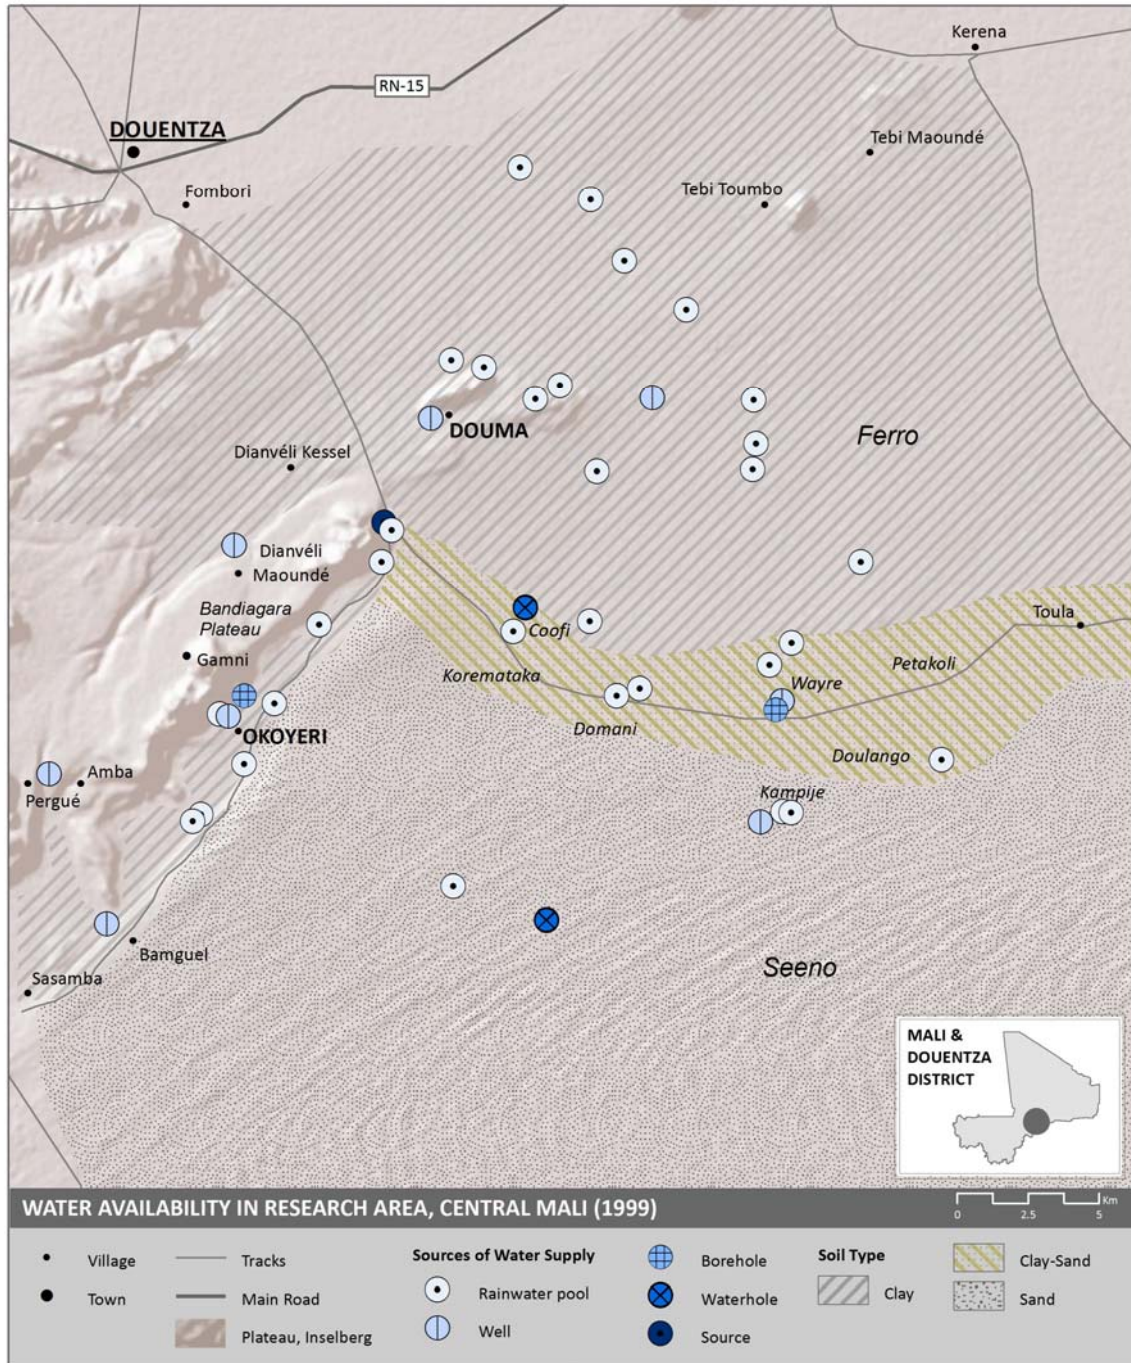 Kerena
RN-15
DOUENTZA
Tebi Maoundé
Fombori
Tebi Toumbo
DOUMA
Ferro
Dianvéli Kessel
Dianvéli
Maoundé
Bandiagara
Plateau
Toula
Coofi
Gamni
Koremataka
Petakoli
Wayre
OKOYERI
Domani
Doulango
Amba
Pergué
Kampije
Bamguel
Seeno
Sasamba
MALI &
DOUENTZA
DISTRICT
WATER AVAILABILITY IN RESEARCH AREA, CENTRAL MALI (1999)
Km
0 2.5 5
Village
Town
Tracks
Main Road
Plateau, Inselberg
Sources of Water Supply
Rainwater pool
Well
Borehole
Waterhole
Source
Soil Type
Clay
Clay-Sand
Sand